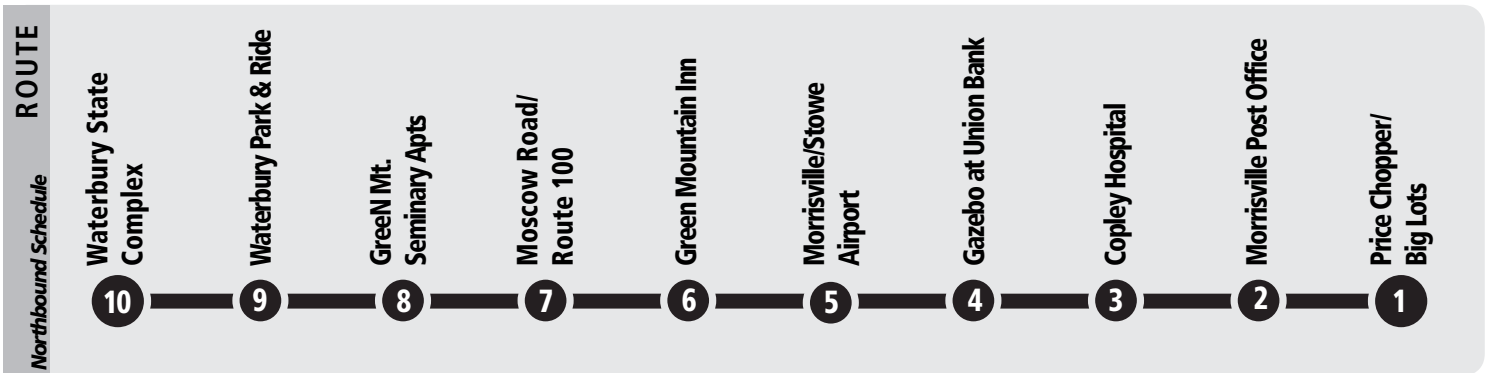 ROUTE
Northbound Schedule
Waterbury State
Complex
10
Waterbury Park & Ride
9
GreeN Mt.
Seminary Apts
8
Moscow Road/
Route 100
7
Green Mountain Inn
6
Morrisville/Stowe
Airport
5
Gazebo at Union Bank
4
Copley Hospital
3
Morrisville Post Office
2
Price Chopper/
Big Lots
1